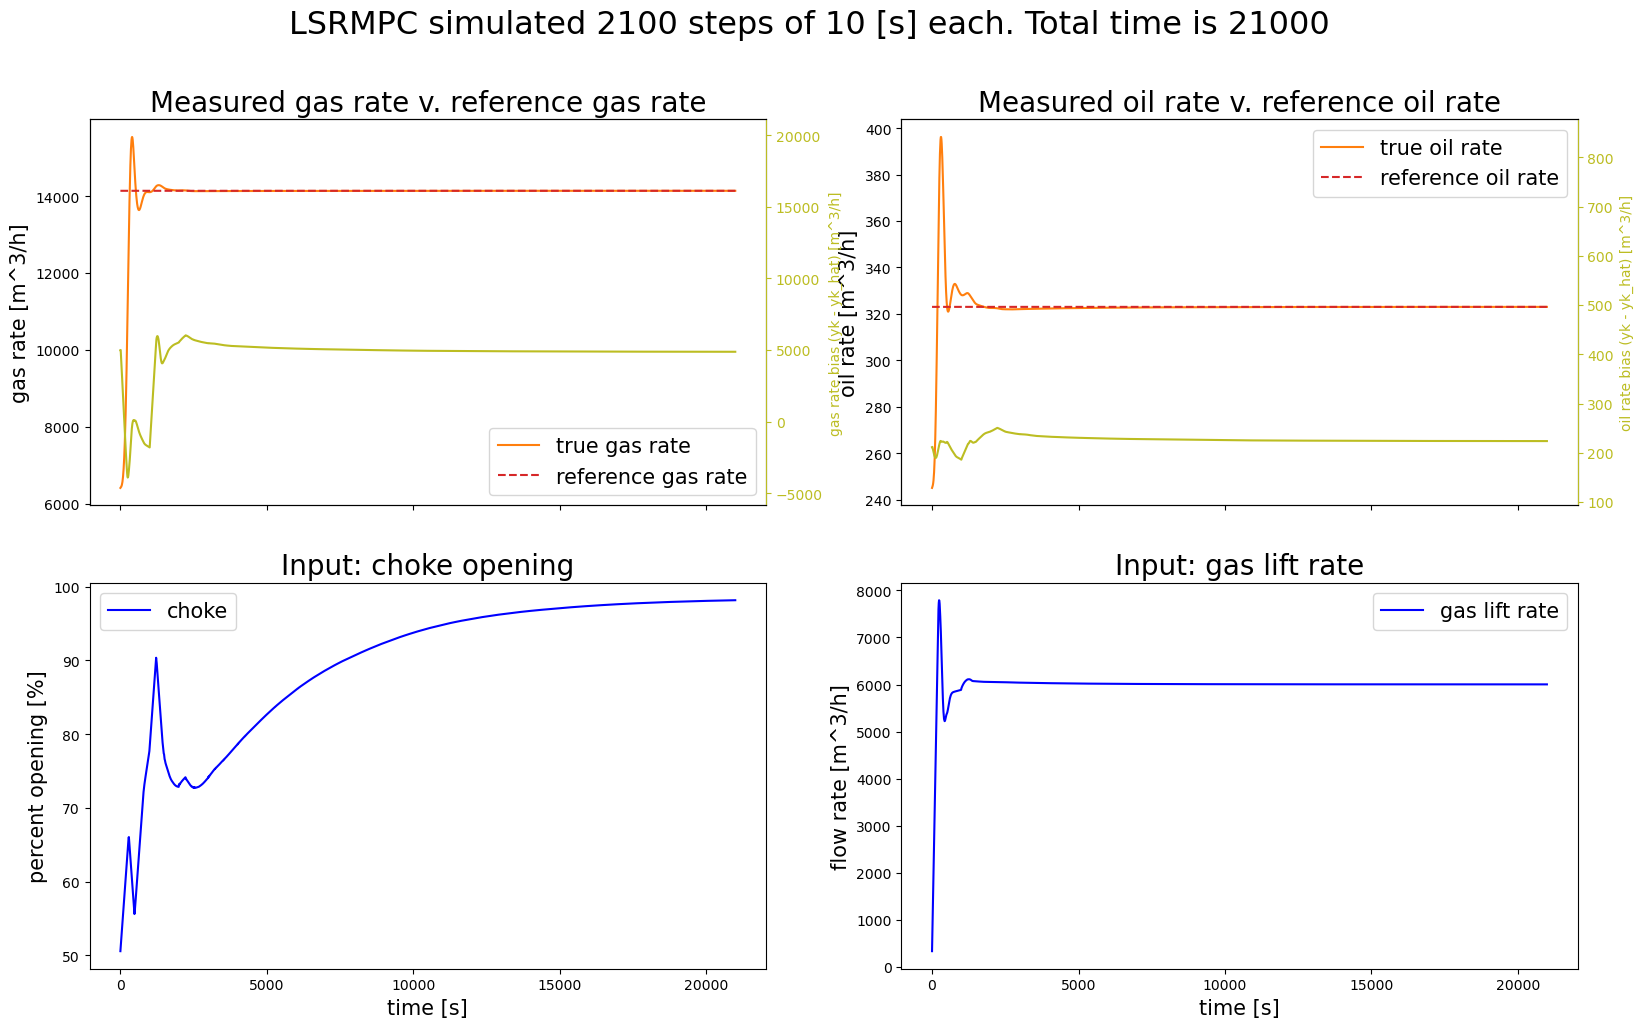 LSRMPC simulated 2100 steps of 10 [s] each. Total time is 21000
Measured gas rate v. reference gas rate
gas rate [m^3/h]
14000
12000
10000
8000
6000
20000
15000
10000
5000
0
−5000
gas rate bias (yk - yk_hat) [m^3/h]
true gas rate
reference gas rate
Measured oil rate v. reference oil rate
oil rate [m^3/h]
400
380
360
340
320
300
280
260
240
800
700
600
500
400
300
200
100
oil rate bias (yk - yk_hat) [m^3/h]
true oil rate
reference oil rate
Input: choke opening
percent opening [%]
100
90
80
70
60
50
choke
0
5000
10000
15000
20000
time [s]
Input: gas lift rate
flow rate [m^3/h]
8000
7000
6000
5000
4000
3000
2000
1000
0
gas lift rate
0
5000
10000
15000
20000
time [s]